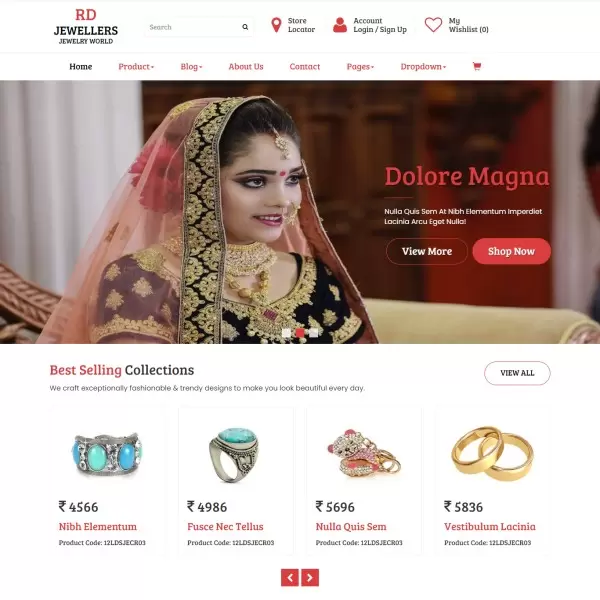 RD
JEWELLERS
JEWELRY WORLD
Search
Store
Locator
Account
Login / Sign Up
My
Wishlist (0)
Home Product Blog About Us Contact Pages Dropdown
Dolore Magna
Nulla Quis Sem At Nibh Elementum Imperdiet
Lacinia Arcu Eget Nulla!
View More Shop Now
Best Selling Collections
VIEW ALL
We craft exceptionally fashionable & trendy designs to make you look beautiful every day.
₹ 4566
Nibh Elementum
Product Code: 12LDSJECR03
₹ 4986
Fusce Nec Tellus
Product Code: 12LDSJECR03
₹ 5696
Nulla Quis Sem
Product Code: 12LDSJECR03
₹ 5836
Vestibulum Lacinia
Product Code: 12LDSJECR03